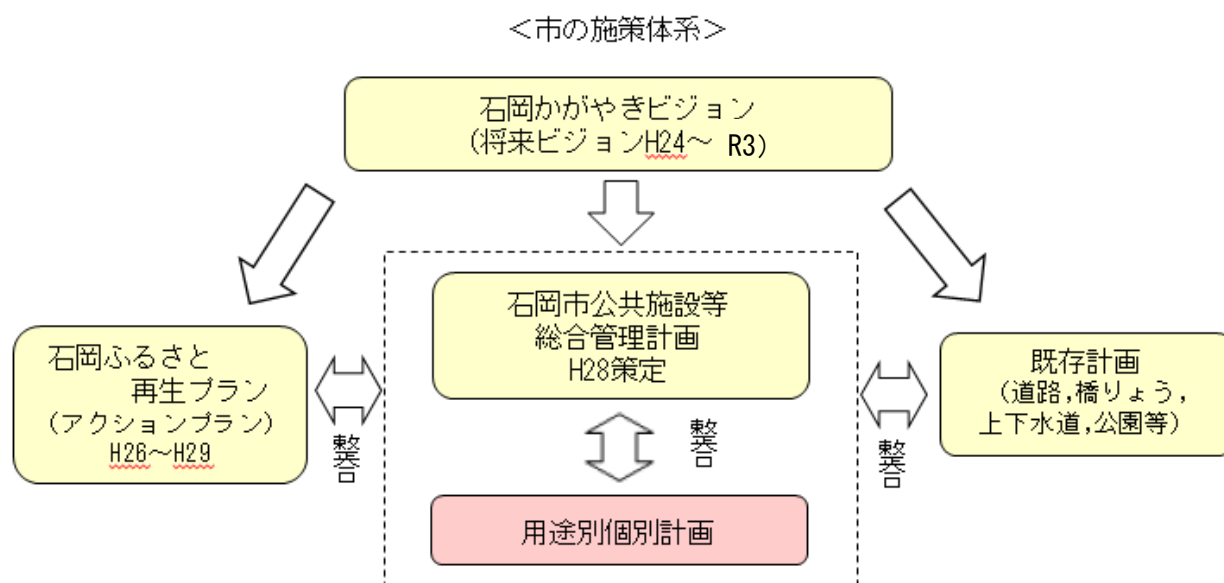 ＜市の施策体系＞
石岡かがやきビジョン
(将来ビジョンH24～ R3)
石岡市公共施設等
総合管理計画
H28策定
石岡ふるさと
再生プラン
(アクションプラン)
H26～H29
整合
整合
整合
既存計画
(道路,橋りょう,
上下水道,公園等)
用途別個別計画